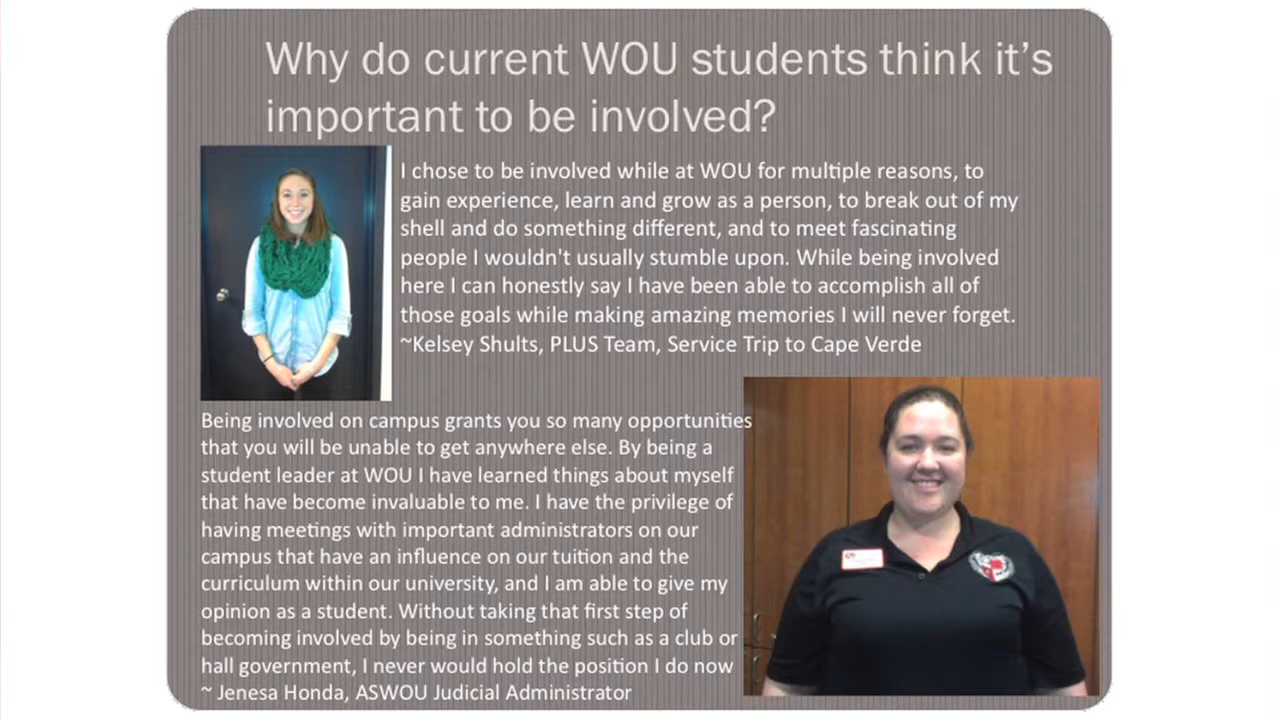 Why do current WOU students think it’s
important to be involved?
I chose to be involved while at WOU for multiple reasons, to
gain experience, learn and grow as a person, to break out of my
shell and do something different, and to meet fascinating
people I wouldn't usually stumble upon. While being involved
here I can honestly say I have been able to accomplish all of
those goals while making amazing memories I will never forget.
~Kelsey Shults, PLUS Team, Service Trip to Cape Verde
Being involved on campus grants you so many opportunities
that you will be unable to get anywhere else. By being a
student leader at WOU I have learned things about myself
that have become invaluable to me. I have the privilege of
having meetings with important administrators on our
campus that have an influence on our tuition and the
curriculum within our university, and I am able to give my
opinion as a student. Without taking that first step of
becoming involved by being in something such as a club or
hall government, I never would hold the position I do now
~ Jenesa Honda, ASWOU Judicial Administrator